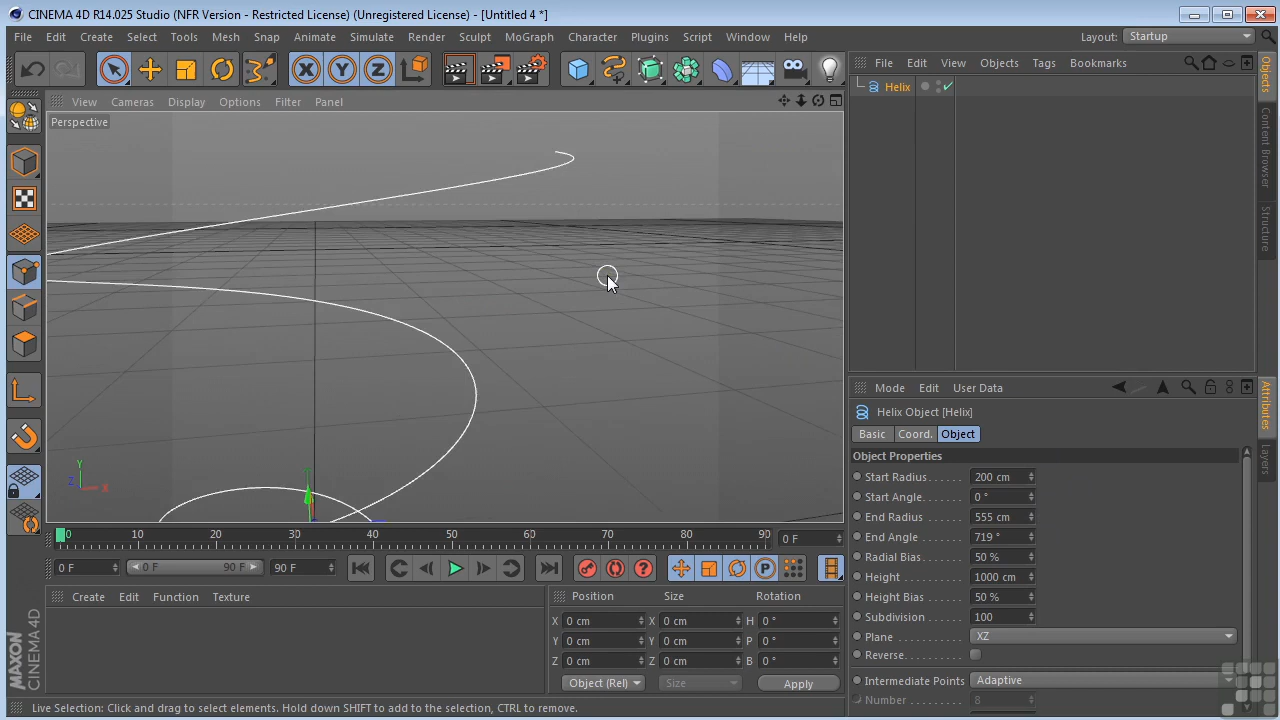 CINEMA 4D R14.025 Studio (NFR Version - Restricted License) (Unregistered License) - [Untitled 4 *]
File Edit Create Select Tools Mesh Snap Animate Simulate Render Sculpt MoGraph Character Plugins Script Window Help Layout: Startup
X Y Z
File Edit View Objects Tags Bookmarks
Helix
View Cameras Display Options Filter Panel
Perspective
Objects
Content Browser
Structure
Mode Edit User Data
Helix Object [Helix]
Basic Coord. Object
Object Properties
Start Radius 200 cm
Start Angle 0 °
End Radius 555 cm
End Angle 719 °
Radial Bias 50 %
Height 1000 cm
Height Bias 50 %
Subdivision 100
Plane XZ
Reverse
Intermediate Points Adaptive
Number 8
Attributes
Layers
Y
Z X
0 10 20 30 40 50 60 70 80 90 0 F
0 F 0 F 90 F 90 F P
Create Edit Function Texture
Position Size Rotation
X 0 cm X 0 cm H 0 °
Y 0 cm Y 0 cm P 0 °
Z 0 cm Z 0 cm B 0 °
Object (Rel) Size Apply
MAXON
CINEMA 4D
Live Selection: Click and drag to select elements. Hold down SHIFT to add to the selection, CTRL to remove.